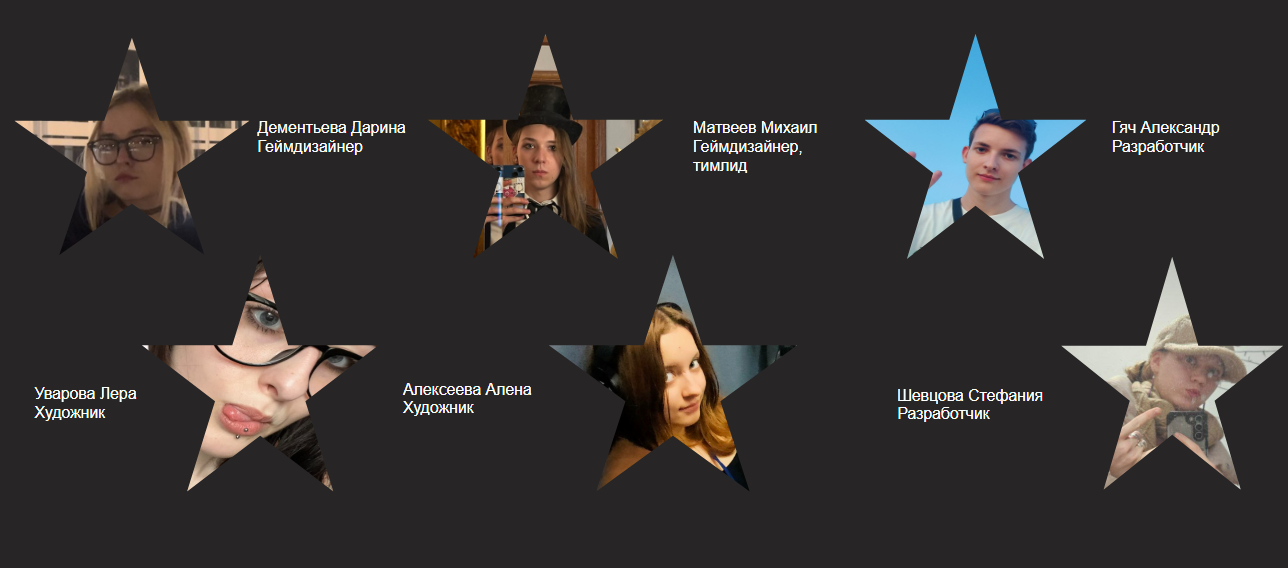 Дементьева Дарина
Геймдизайнер
Матвеев Михаил
Геймдизайнер,
тимлид
Гяч Александр
Разработчик
Уварова Лера
Художник
Алексеева Алена
Художник
Шевцова Стефания
Разработчик